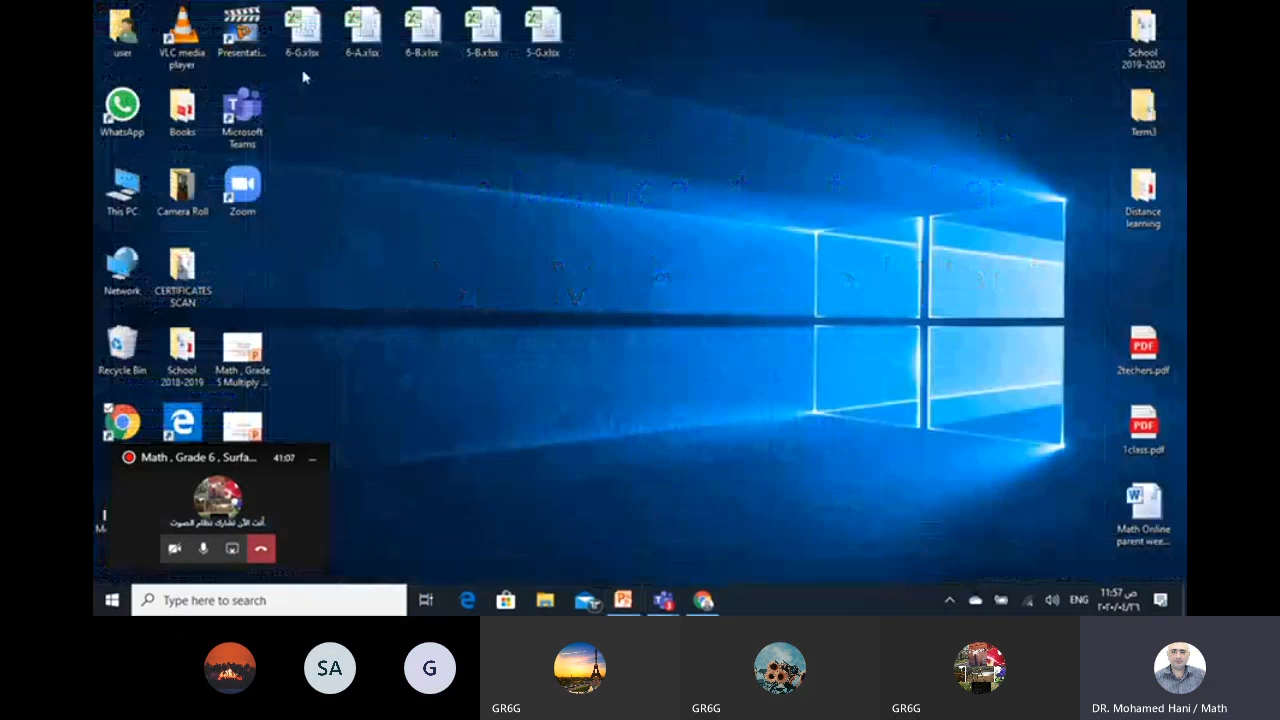 user
VLC media
player
Presentati...
6-G.xlsx
6-A.xlsx
6-B.xlsx
5-B.xlsx
5-G.xlsx
School
2019-2020
WhatsApp
Books
Microsoft
Teams
Term3
This PC
Camera Roll
Zoom
Distance
learning
Network
CERTIFICATES
SCAN
Recycle Bin
School
2018-2019
Math , Grade
5 Multiply ...
PDF
2techers.pdf
PDF
1class.pdf
Math , Grade 6 , Surfa...
41:07
أنت الآن تشارك نظام الصوت.
Math Online
parent wee...
Type here to search
ENG
11:57 ص
٢٠٢٠/٠٤/٢٦
SA
G
GR6G
GR6G
GR6G
DR. Mohamed Hani / Math